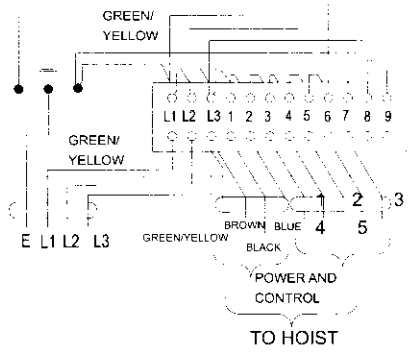 GREEN/
YELLOW
L1 L2 L3 1 2 3 4 5 6 7 8 9
GREEN/
YELLOW
E L1 L2 L3
1 2 3
GREEN/YELLOW BROWN BLUE 4 5
BLACK
POWER AND
CONTROL
TO HOIST